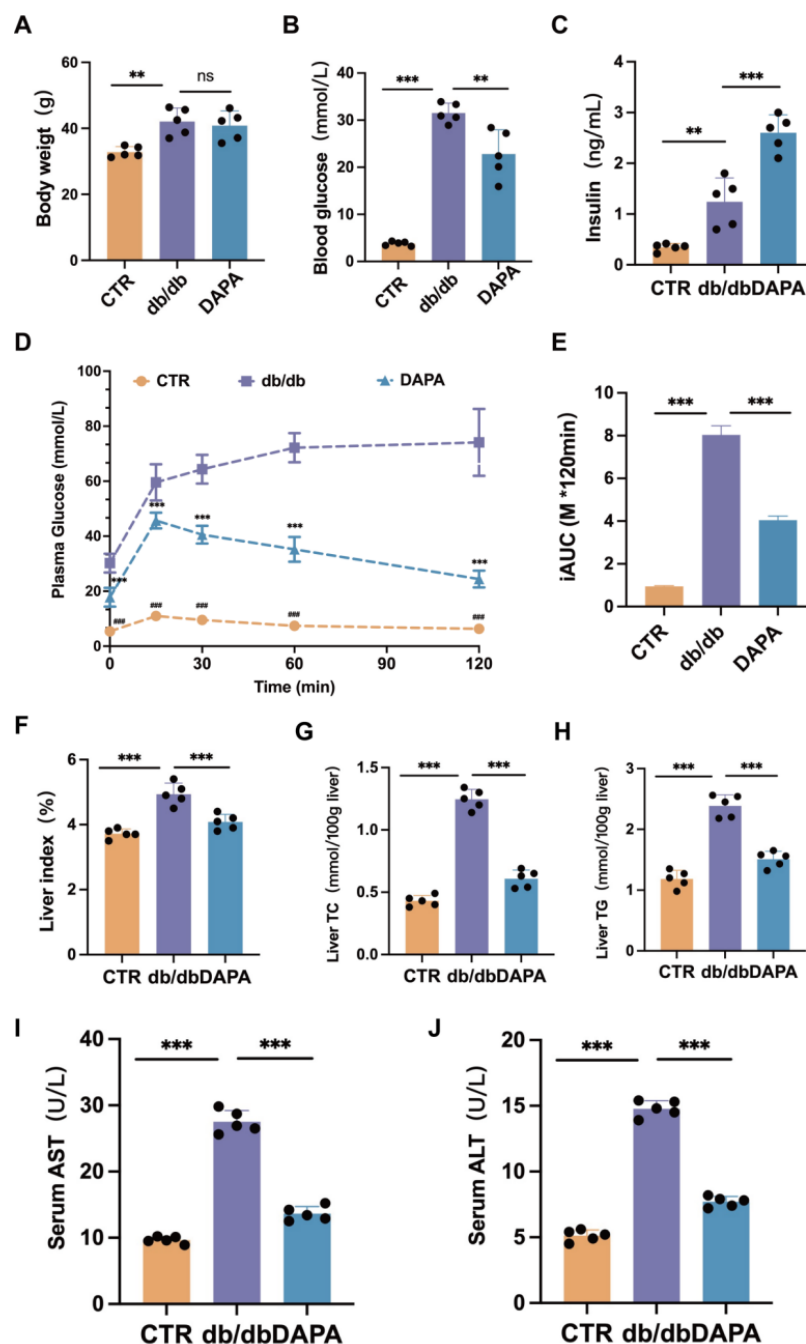 A
Body weigt (g)
60
40
20
0
**
ns
CTR
db/db
DAPA
B
Blood glucose (mmol/L)
40
30
20
10
0
***
**
CTR
db/db
DAPA
C
Insulin (ng/mL)
4
3
2
1
0
**
***
CTR db/dbDAPA
D
Plasma Glucose (mmol/L)
100
80
60
40
20
0
CTR
db/db
DAPA
***
***
***
***
***
###
###
###
###
###
0 30 60 90 120
Time (min)
E
iAUC (M *120min)
10
8
6
4
2
0
***
***
CTR
db/db
DAPA
F
Liver index (%)
6
4
2
0
***
***
CTR db/dbDAPA
G
Liver TC (mmol/100g liver)
1.5
1.0
0.5
0.0
***
***
CTR db/dbDAPA
H
Liver TG (mmol/100g liver)
3
2
1
0
***
***
CTR db/dbDAPA
I
Serum AST (U/L)
40
30
20
10
0
***
***
CTR db/dbDAPA
J
Serum ALT (U/L)
20
15
10
5
0
***
***
CTR db/dbDAPA